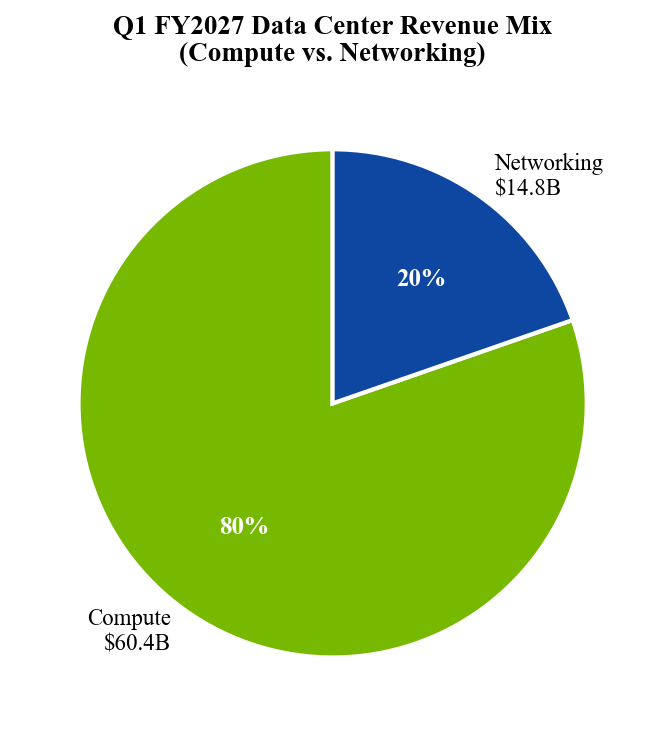 Q1 FY2027 Data Center Revenue Mix
(Compute vs. Networking)
Networking
$14.8B
20%
80%
Compute
$60.4B